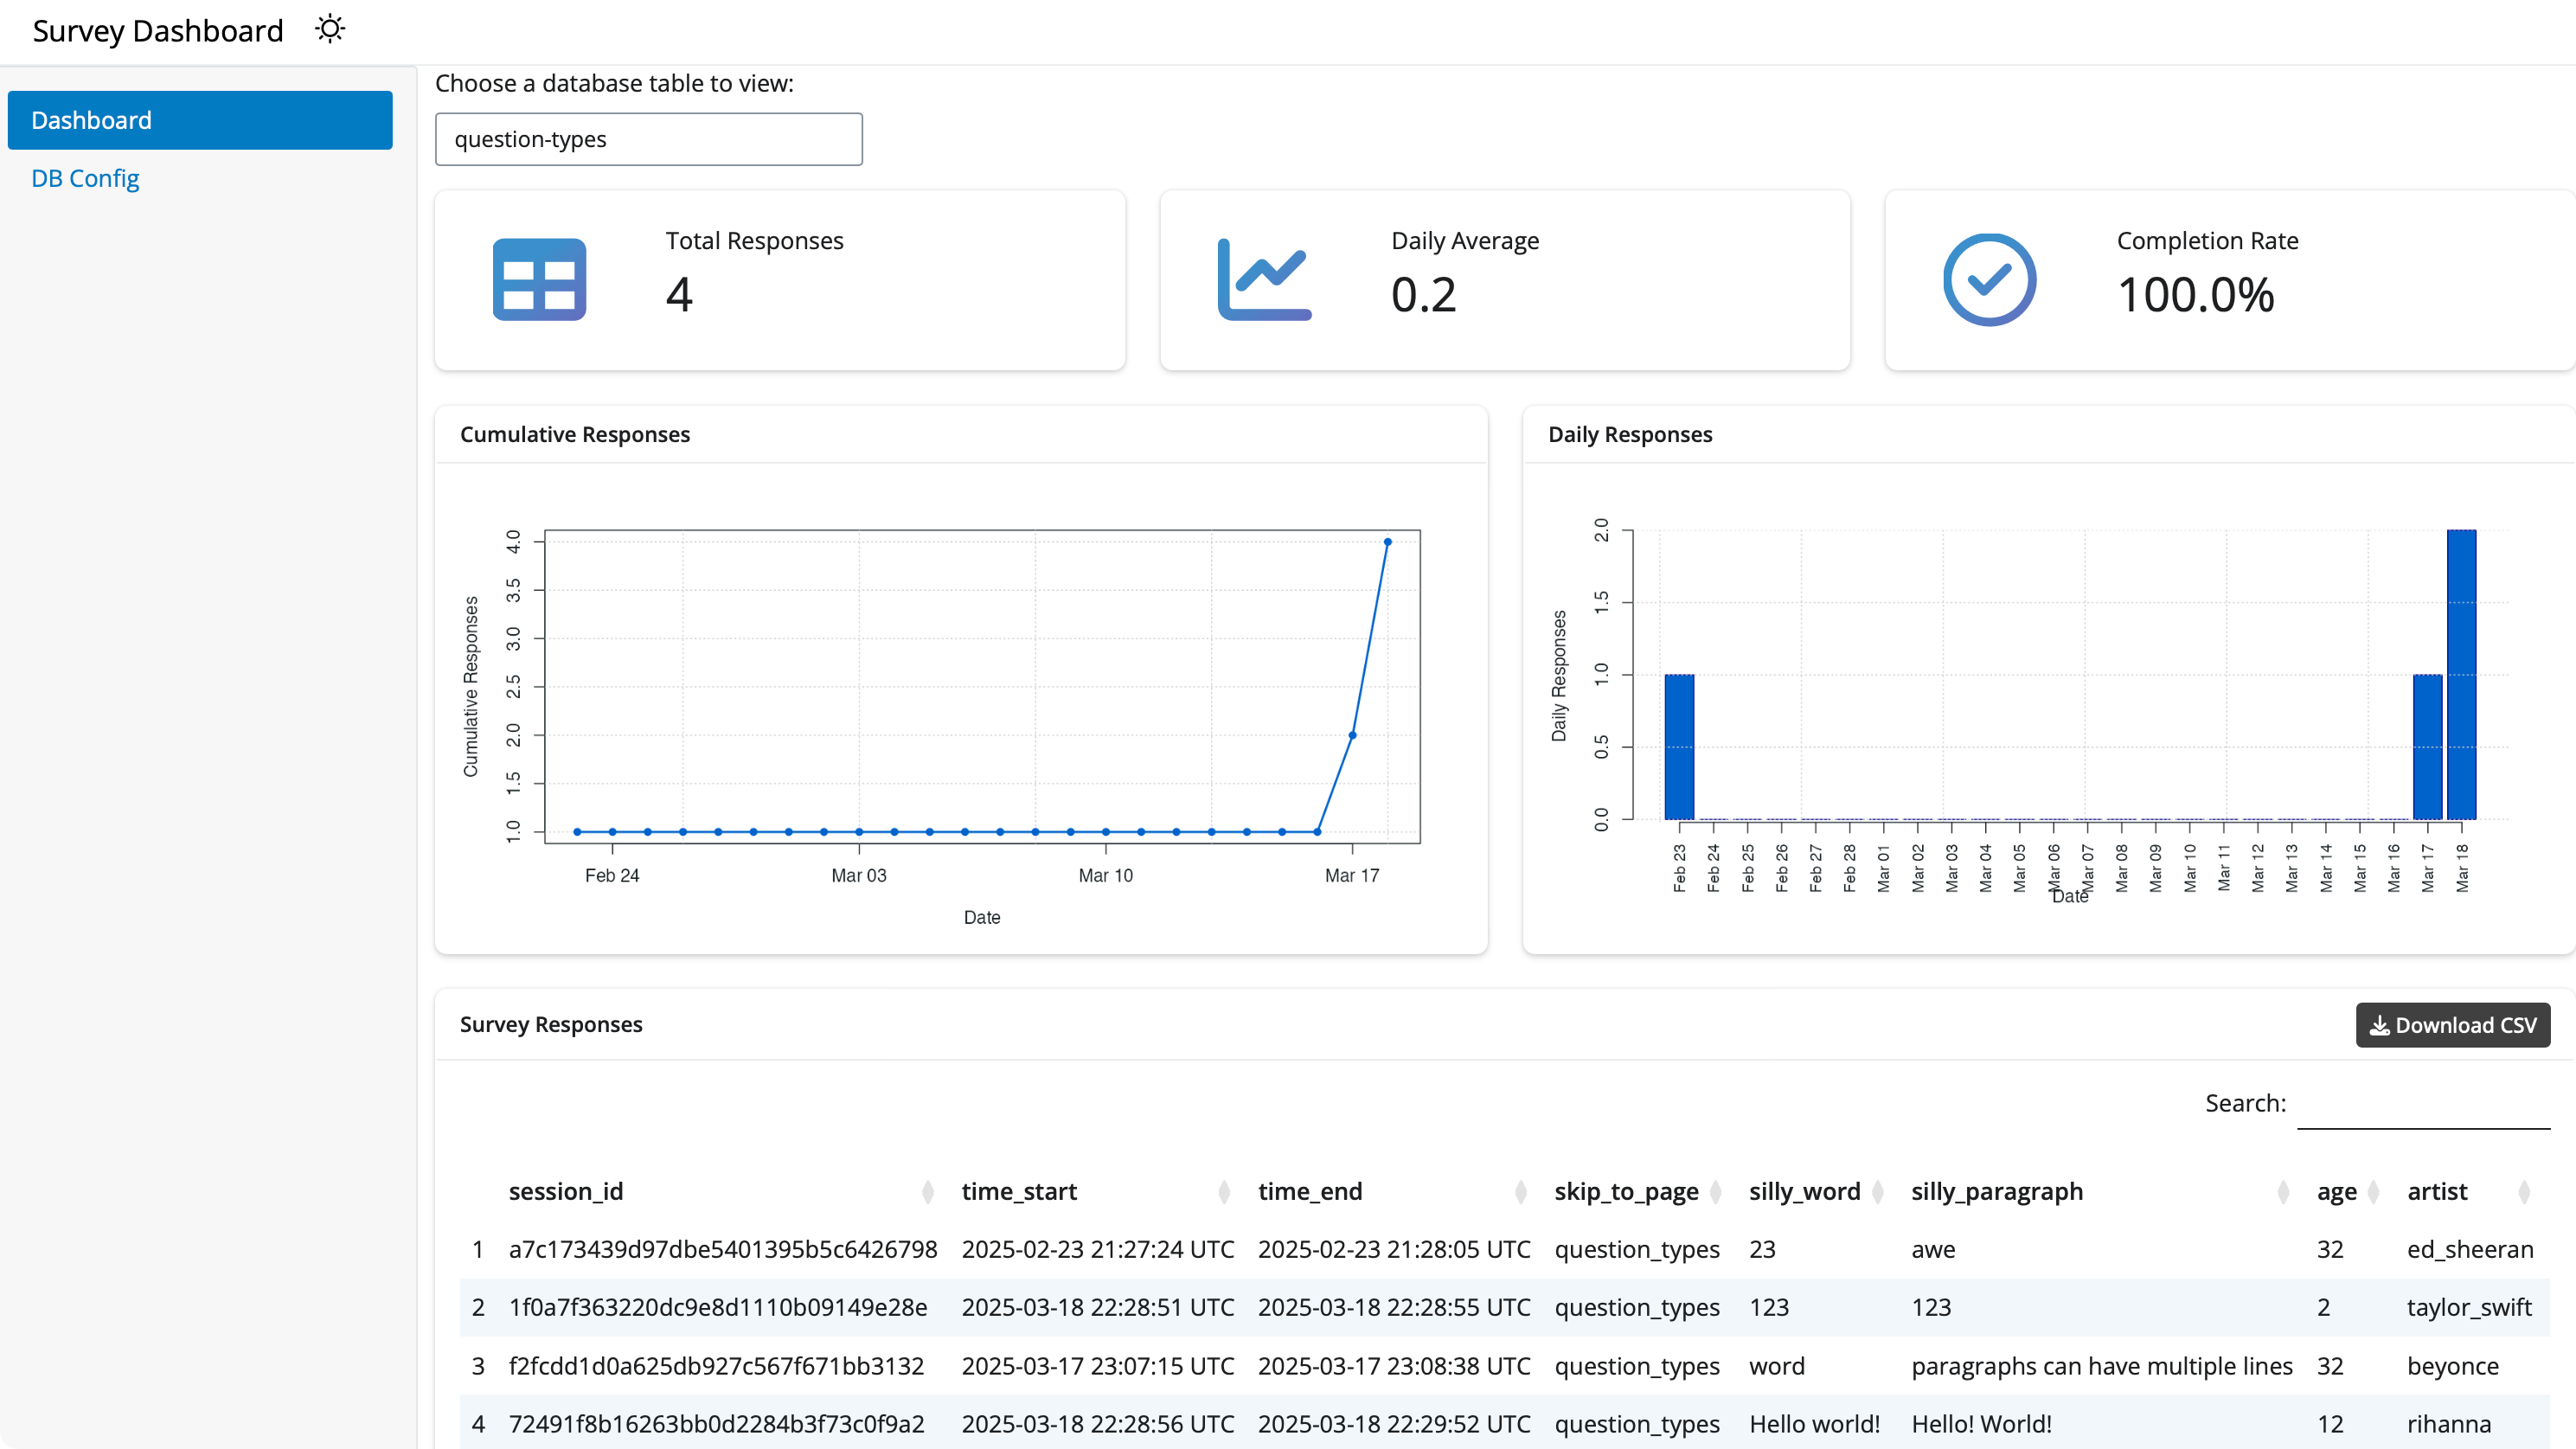 Survey Dashboard
Dashboard
DB Config
Choose a database table to view:
question-types
Total Responses
4
Daily Average
0.2
Completion Rate
100.0%
Cumulative Responses
Cumulative Responses
4.0
3.5
3.0
2.5
2.0
1.5
1.0
Feb 24 Mar 03 Mar 10 Mar 17
Date
Daily Responses
Daily Responses
2.0
1.5
1.0
0.5
0.0
Feb 23 Feb 24 Feb 25 Feb 26 Feb 27 Feb 28 Mar 01 Mar 02 Mar 03 Mar 04 Mar 05 Mar 06 Mar 07 Mar 08 Mar 09 Mar 10 Mar 11 Mar 12 Mar 13 Mar 14 Mar 15 Mar 16 Mar 17 Mar 18
Date
Survey Responses
Download CSV
Search:
session_id time_start time_end skip_to_page silly_word silly_paragraph age artist
1 a7c173439d97dbe5401395b5c6426798 2025-02-23 21:27:24 UTC 2025-02-23 21:28:05 UTC question_types 23 awe 32 ed_sheeran
2 1f0a7f363220dc9e8d1110b09149e28e 2025-03-18 22:28:51 UTC 2025-03-18 22:28:55 UTC question_types 123 123 2 taylor_swift
3 f2fcdd1d0a625db927c567f671bb3132 2025-03-17 23:07:15 UTC 2025-03-17 23:08:38 UTC question_types word paragraphs can have multiple lines 32 beyonce
4 72491f8b16263bb0d2284b3f73c0f9a2 2025-03-18 22:28:56 UTC 2025-03-18 22:29:52 UTC question_types Hello world! Hello! World! 12 rihanna